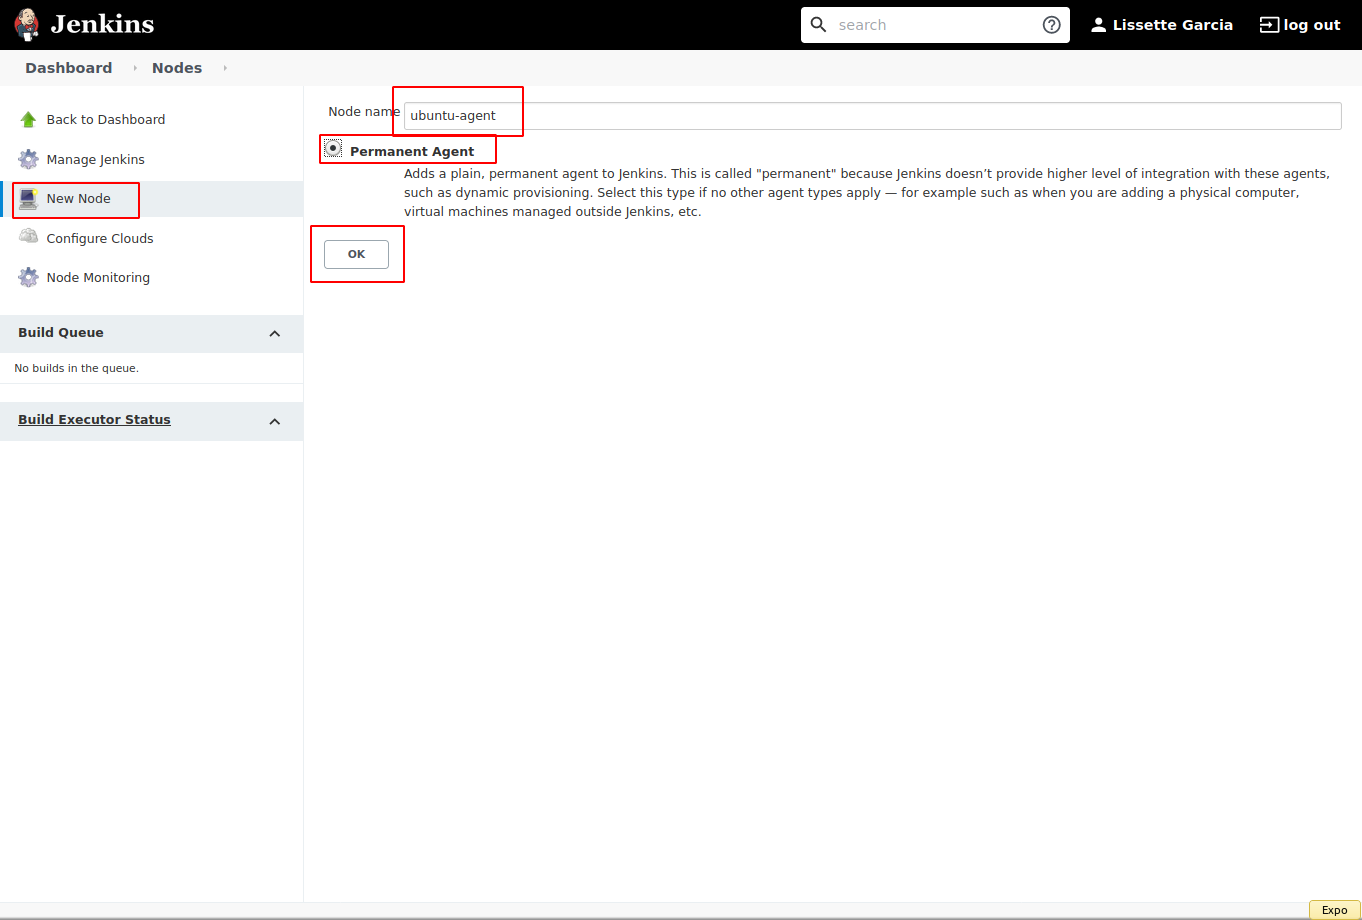 Jenkins
search
Lissette Garcia
log out
Dashboard
Nodes
Back to Dashboard
Manage Jenkins
New Node
Configure Clouds
Node Monitoring
Build Queue
No builds in the queue.
Build Executor Status
Node name
ubuntu-agent
Permanent Agent
Adds a plain, permanent agent to Jenkins. This is called "permanent" because Jenkins doesn’t provide higher level of integration with these agents,
such as dynamic provisioning. Select this type if no other agent types apply — for example such as when you are adding a physical computer,
virtual machines managed outside Jenkins, etc.
OK
Expo